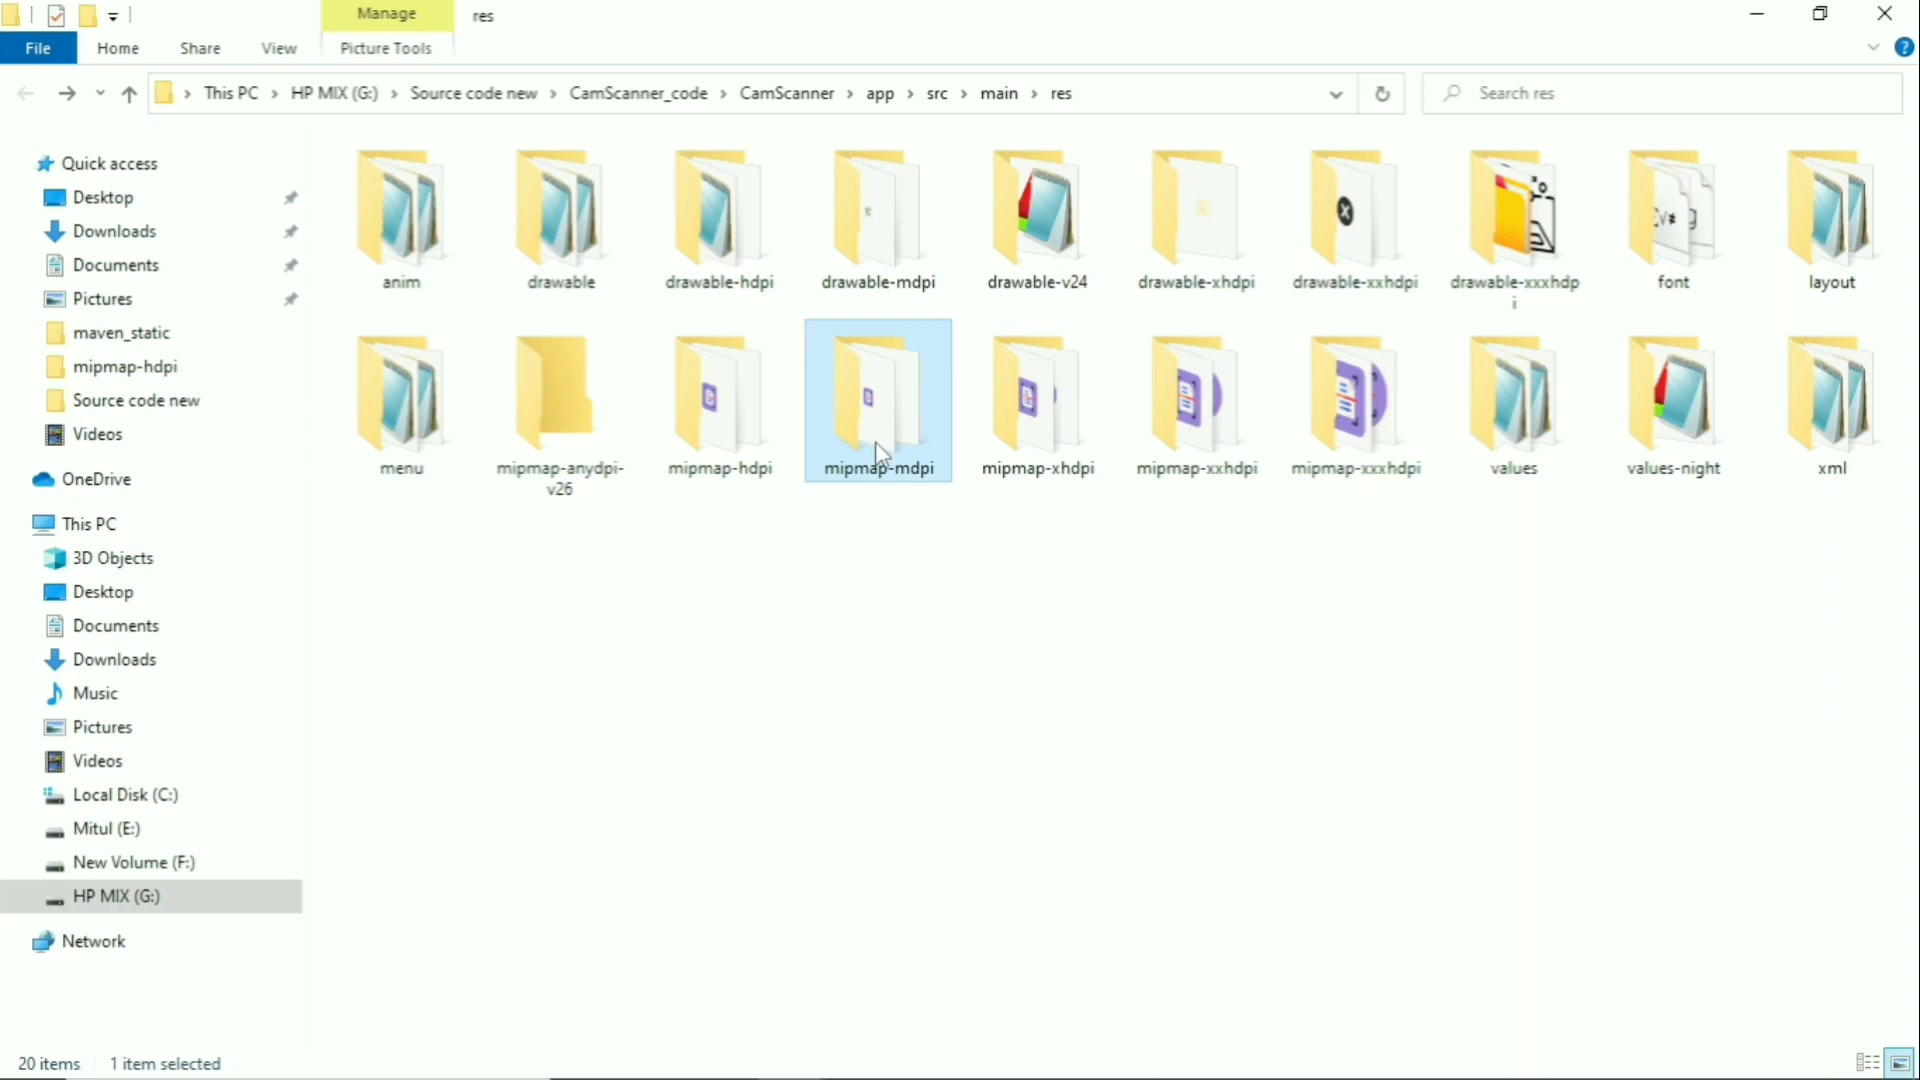 Manage
res
File
Home
Share
View
Picture Tools
This PC
HP MIX (G:)
Source code new
CamScanner_code
CamScanner
app
src
main
res
Search res
Quick access
Desktop
Downloads
Documents
Pictures
maven_static
mipmap-hdpi
Source code new
Videos
OneDrive
This PC
3D Objects
Desktop
Documents
Downloads
Music
Pictures
Videos
Local Disk (C:)
Mitul (E:)
New Volume (F:)
HP MIX (G:)
Network
anim
drawable
drawable-hdpi
drawable-mdpi
drawable-v24
drawable-xhdpi
drawable-xxhdpi
drawable-xxxhdp
i
font
layout
menu
mipmap-anydpi-
v26
mipmap-hdpi
mipmap-mdpi
mipmap-xhdpi
mipmap-xxhdpi
mipmap-xxxhdpi
values
values-night
xml
20 items
1 item selected